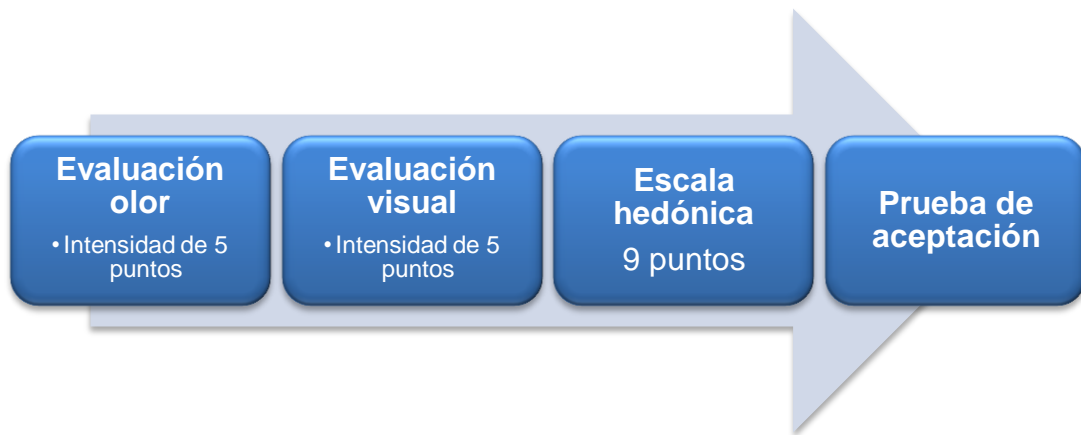 Evaluación
olor
• Intensidad de 5
puntos
Evaluación
visual
• Intensidad de 5
puntos
Escala
hedónica
9 puntos
Prueba de
aceptación